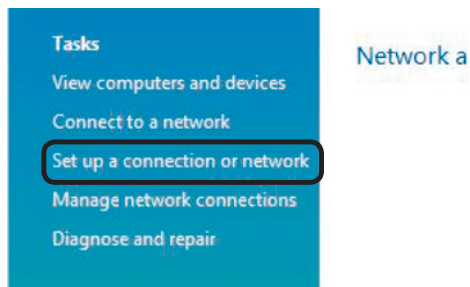 Tasks
View computers and devices
Connect to a network
Set up a connection or network
Manage network connections
Diagnose and repair
Network a